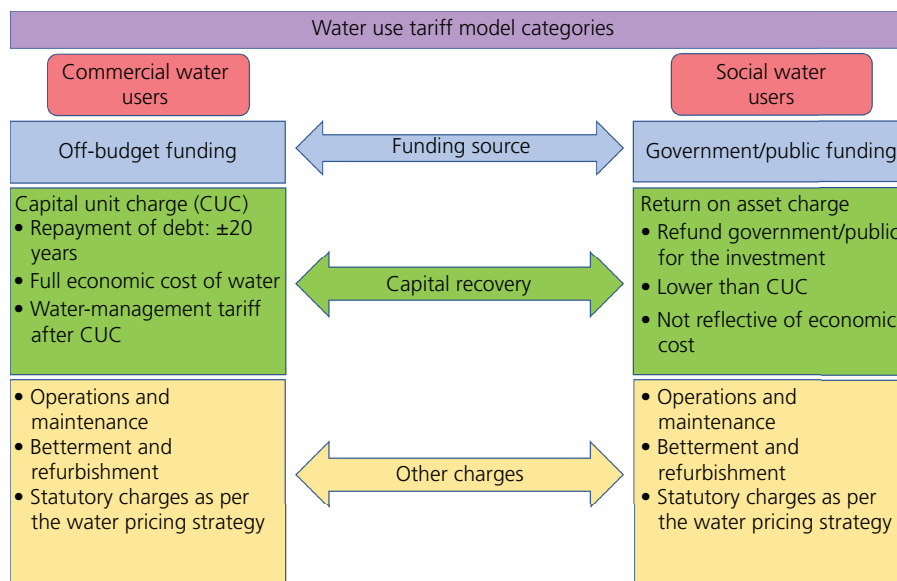 Water use tariff model categories
Commercial water
users
Social water
users
Off-budget funding
Funding source
Government/public funding
Capital unit charge (CUC)
• Repayment of debt: ±20
years
• Full economic cost of water
• Water-management tariff
after CUC
Capital recovery
Return on asset charge
• Refund government/public
for the investment
• Lower than CUC
• Not reflective of economic
cost
• Operations and
maintenance
• Betterment and
refurbishment
• Statutory charges as per
the water pricing strategy
Other charges
• Operations and
maintenance
• Betterment and
refurbishment
• Statutory charges as per
the water pricing strategy